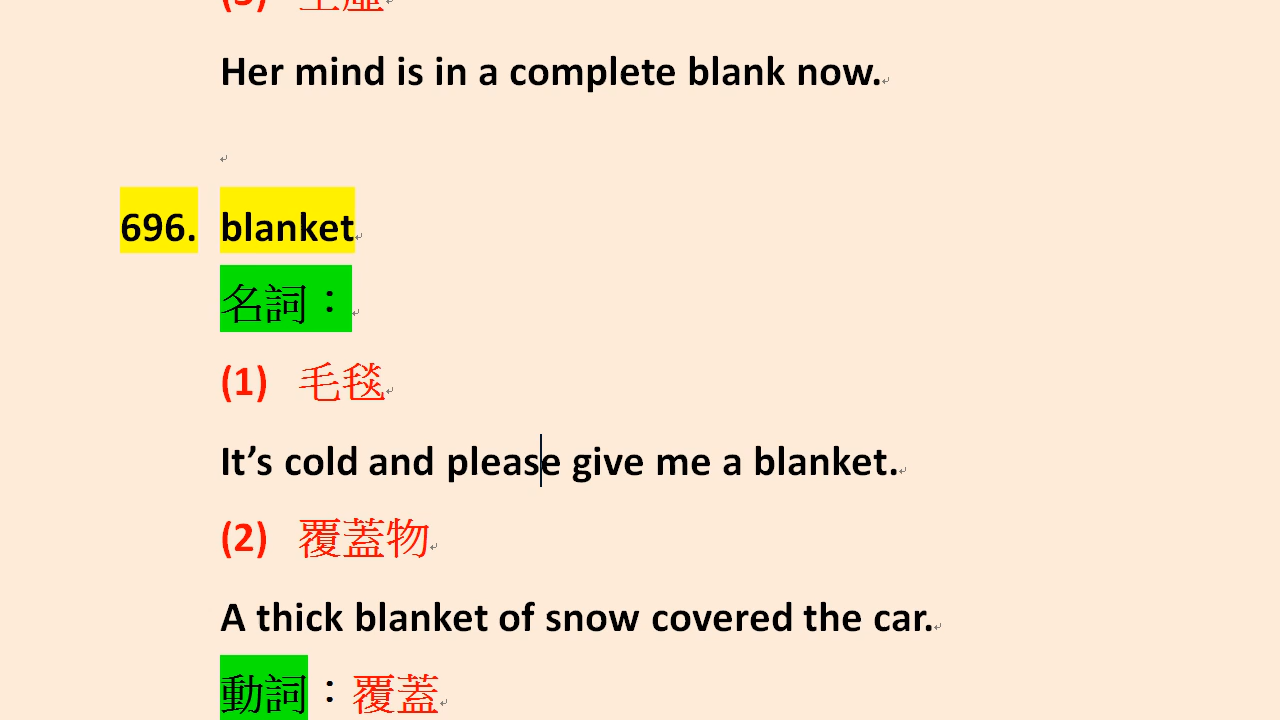 Her mind is in a complete blank now.
696. blanket
名詞：
(1) 毛毯
It’s cold and please give me a blanket.
(2) 覆蓋物
A thick blanket of snow covered the car.
動詞：覆蓋